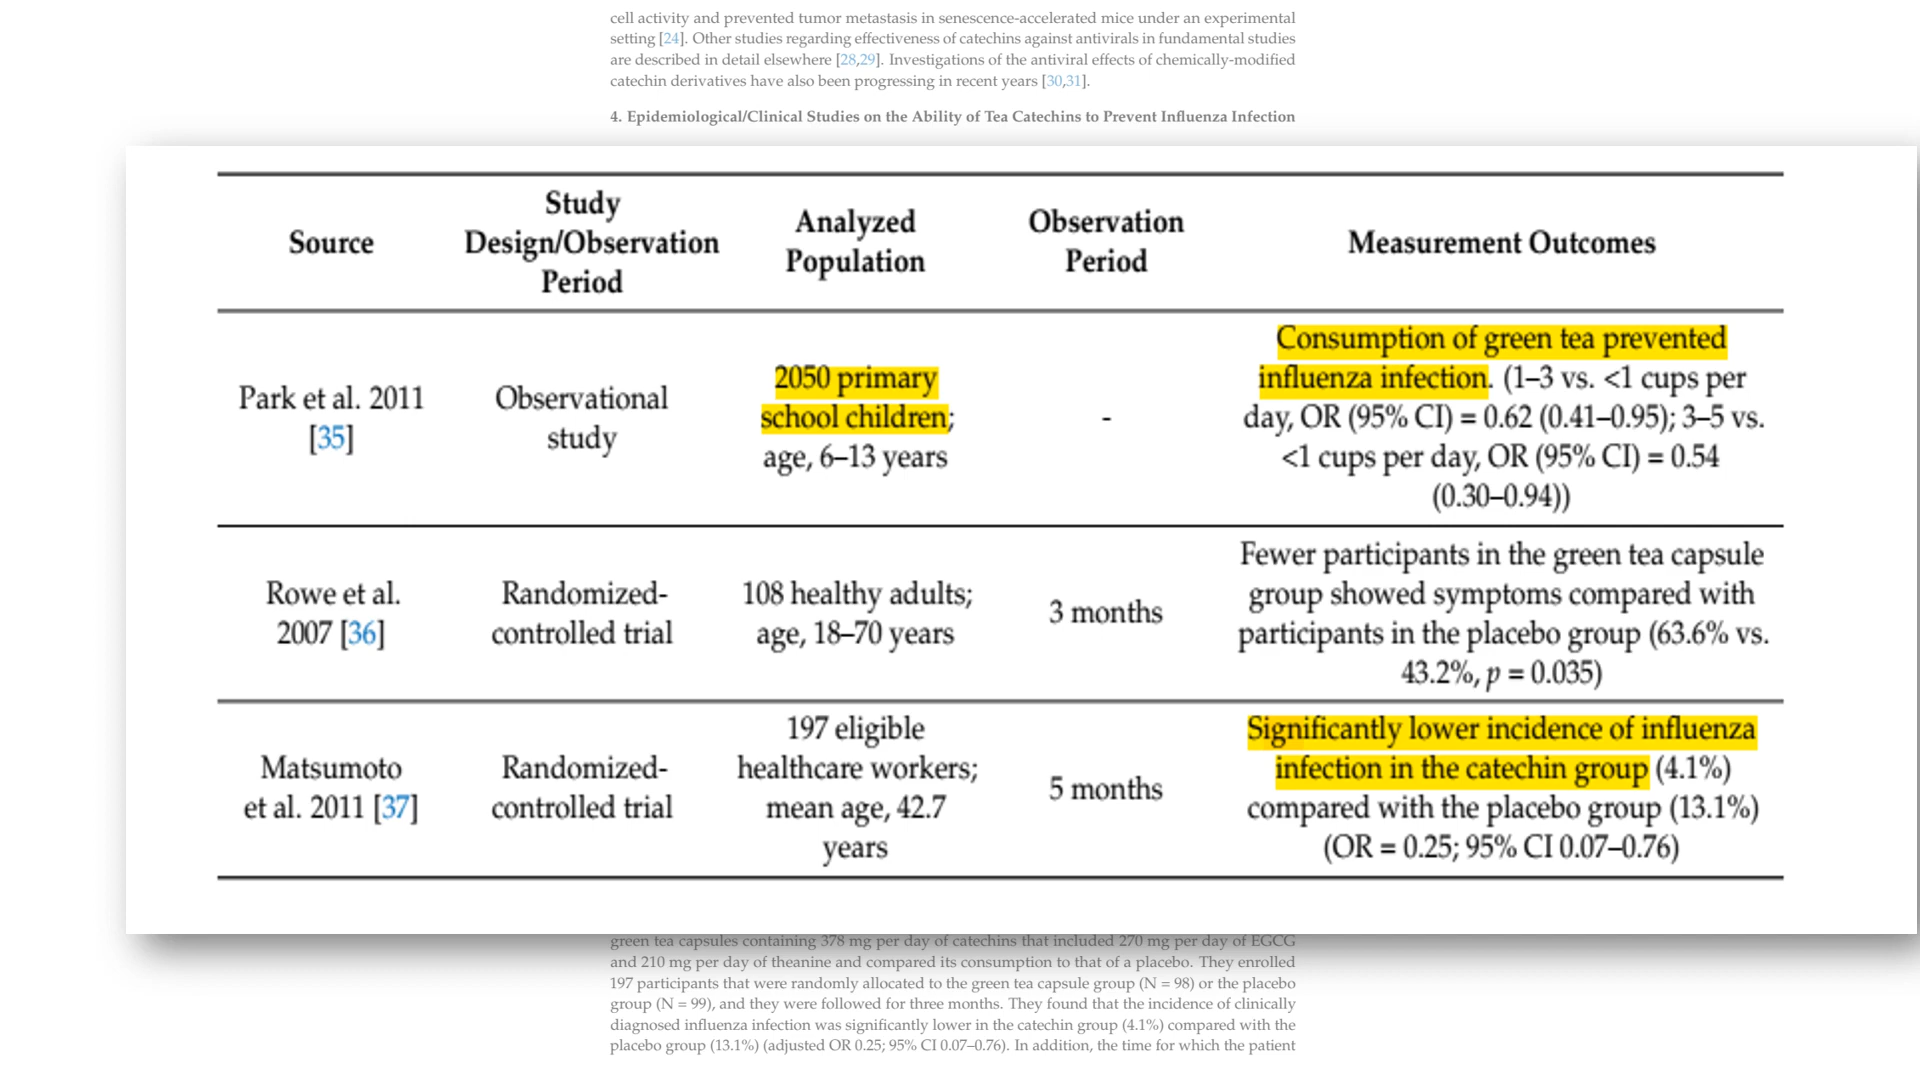 cell activity and prevented tumor metastasis in senescence-accelerated mice under an experimental
setting [24]. Other studies regarding effectiveness of catechins against antivirals in fundamental studies
are described in detail elsewhere [28,29]. Investigations of the antiviral effects of chemically-modified
catechin derivatives have also been progressing in recent years [30,31].
4. Epidemiological/Clinical Studies on the Ability of Tea Catechins to Prevent Influenza Infection
Source
Study
Design/Observation
Period
Analyzed
Population
Observation
Period
Measurement Outcomes
Park et al. 2011
[35]
Observational
study
2050 primary
school children;
age, 6–13 years
-
Consumption of green tea prevented
influenza infection. (1–3 vs. <1 cups per
day, OR (95% CI) = 0.62 (0.41–0.95); 3–5 vs.
<1 cups per day, OR (95% CI) = 0.54
(0.30–0.94))
Rowe et al.
2007 [36]
Randomized-
controlled trial
108 healthy adults;
age, 18–70 years
3 months
Fewer participants in the green tea capsule
group showed symptoms compared with
participants in the placebo group (63.6% vs.
43.2%, p = 0.035)
Matsumoto
et al. 2011 [37]
Randomized-
controlled trial
197 eligible
healthcare workers;
mean age, 42.7
years
5 months
Significantly lower incidence of influenza
infection in the catechin group (4.1%)
compared with the placebo group (13.1%)
(OR = 0.25; 95% CI 0.07–0.76)
green tea capsules containing 378 mg per day of catechins that included 270 mg per day of EGCG
and 210 mg per day of theanine and compared its consumption to that of a placebo. They enrolled
197 participants that were randomly allocated to the green tea capsule group (N = 98) or the placebo
group (N = 99), and they were followed for three months. They found that the incidence of clinically
diagnosed influenza infection was significantly lower in the catechin group (4.1%) compared with the
placebo group (13.1%) (adjusted OR 0.25; 95% CI 0.07–0.76). In addition, the time for which the patient